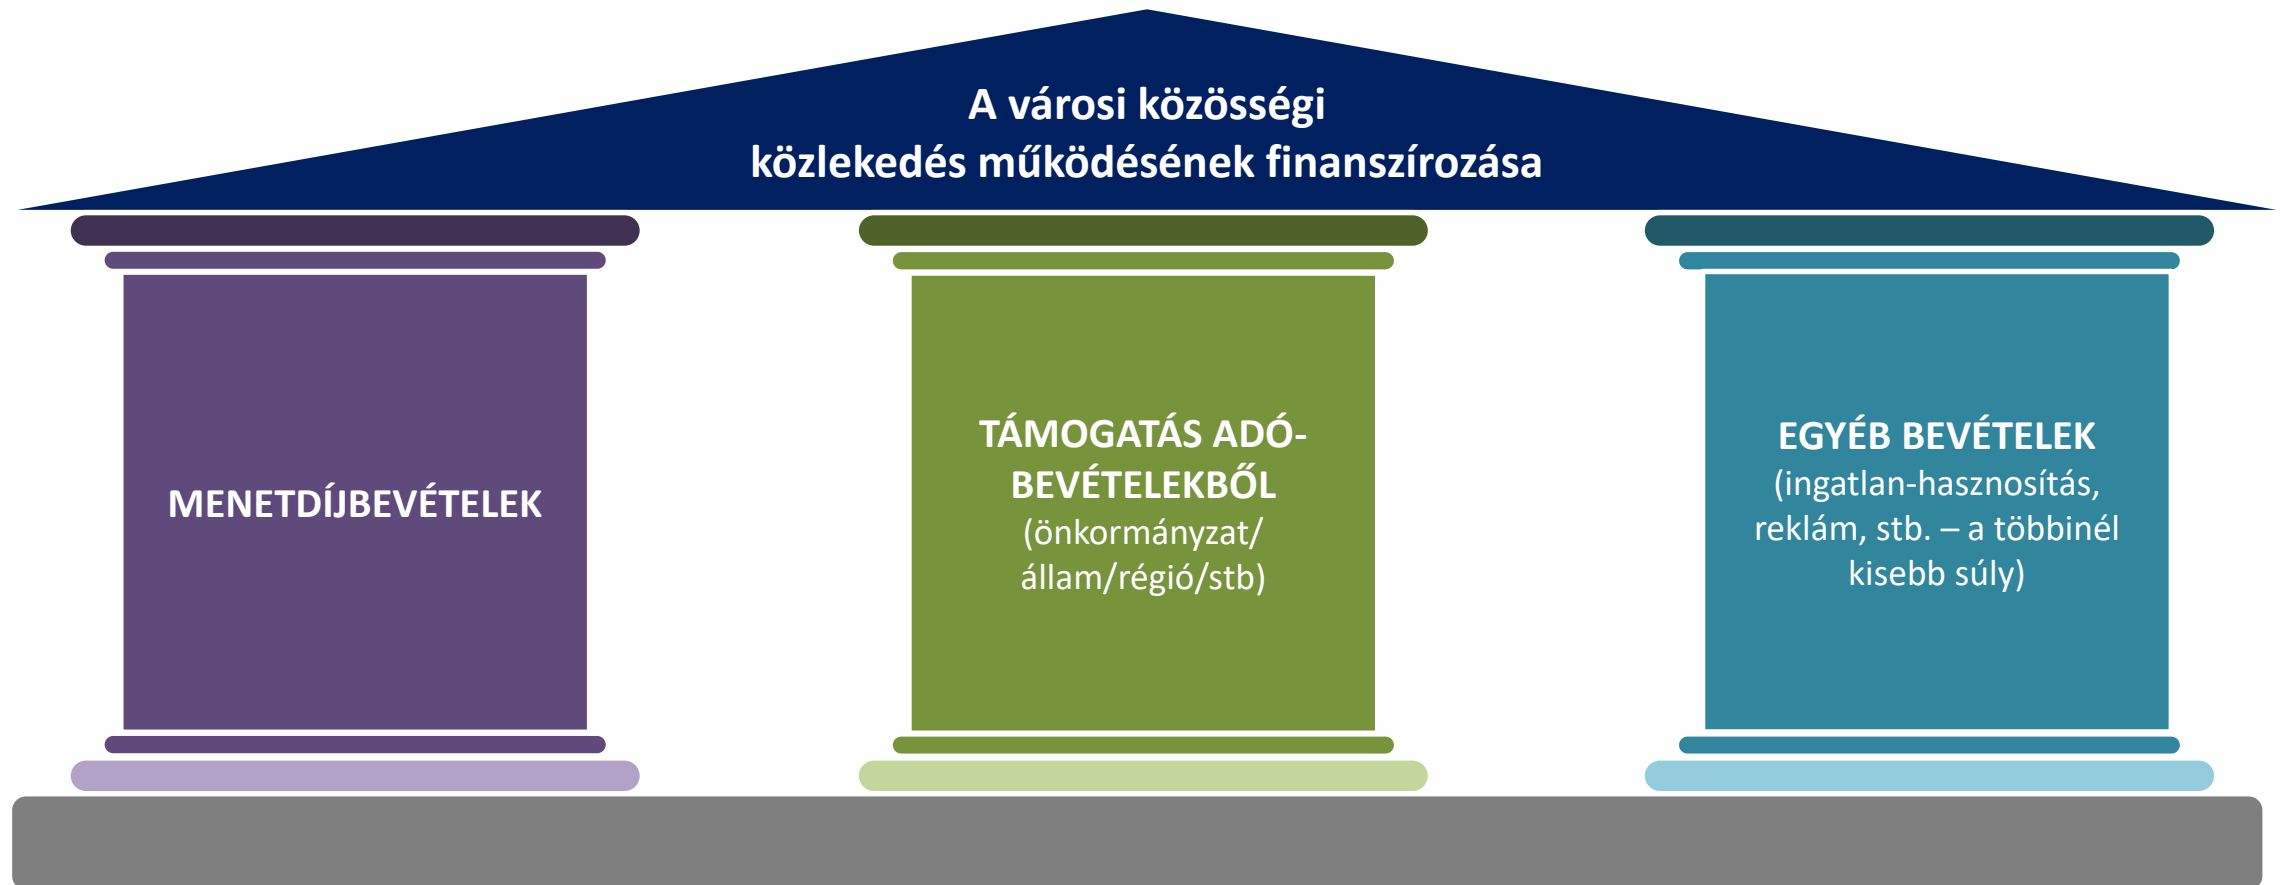 A városi közösségi
közlekedés működésének finanszírozása
MENETDÍJBEVÉTELEK
TÁMOGATÁS ADÓ-
BEVÉTELEKBŐL
(önkormányzat/
állam/régió/stb)
EGYÉB BEVÉTELEK
(ingatlan-hasznosítás,
reklám, stb. – a többinél
kisebb súly)